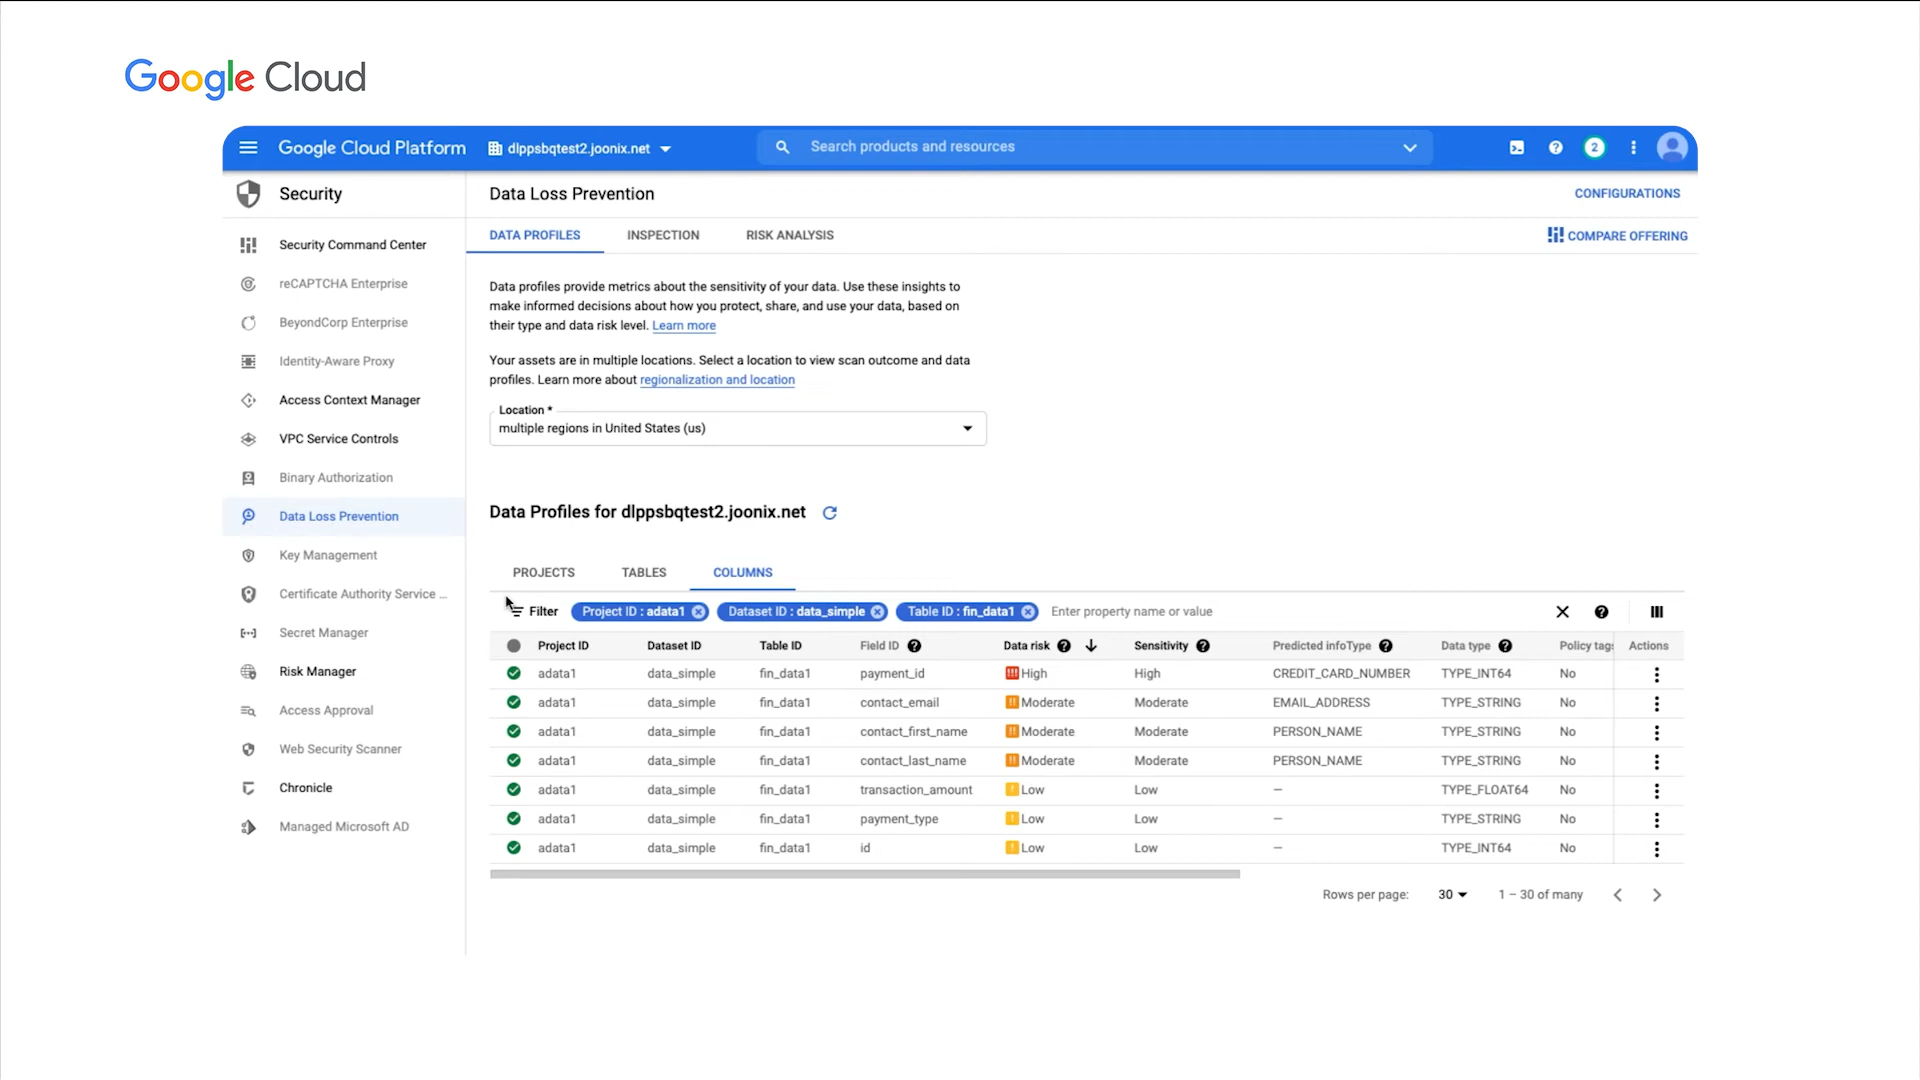 Google Cloud
Google Cloud Platform
dlppsbqtest2.joonix.net
Search products and resources
2
Security
Data Loss Prevention
CONFIGURATIONS
DATA PROFILES
INSPECTION
RISK ANALYSIS
COMPARE OFFERING
Security Command Center
reCAPTCHA Enterprise
BeyondCorp Enterprise
Identity-Aware Proxy
Access Context Manager
VPC Service Controls
Binary Authorization
Data Loss Prevention
Key Management
Certificate Authority Service ...
Secret Manager
Risk Manager
Access Approval
Web Security Scanner
Chronicle
Managed Microsoft AD
Data profiles provide metrics about the sensitivity of your data. Use these insights to
make informed decisions about how you protect, share, and use your data, based on
their type and data risk level. Learn more
Your assets are in multiple locations. Select a location to view scan outcome and data
profiles. Learn more about regionalization and location
Location *
multiple regions in United States (us)
Data Profiles for dlppsbqtest2.joonix.net
PROJECTS TABLES COLUMNS
Filter Project ID : adata1 Dataset ID : data_simple Table ID : fin_data1 Enter property name or value
Project ID Dataset ID Table ID Field ID Data risk Sensitivity Predicted infoType Data type Policy tags Actions
adata1 data_simple fin_data1 payment_id High High CREDIT_CARD_NUMBER TYPE_INT64 No
adata1 data_simple fin_data1 contact_email Moderate Moderate EMAIL_ADDRESS TYPE_STRING No
adata1 data_simple fin_data1 contact_first_name Moderate Moderate PERSON_NAME TYPE_STRING No
adata1 data_simple fin_data1 contact_last_name Moderate Moderate PERSON_NAME TYPE_STRING No
adata1 data_simple fin_data1 transaction_amount Low Low — TYPE_FLOAT64 No
adata1 data_simple fin_data1 payment_type Low Low — TYPE_STRING No
adata1 data_simple fin_data1 id Low Low — TYPE_INT64 No
Rows per page: 30 1 – 30 of many